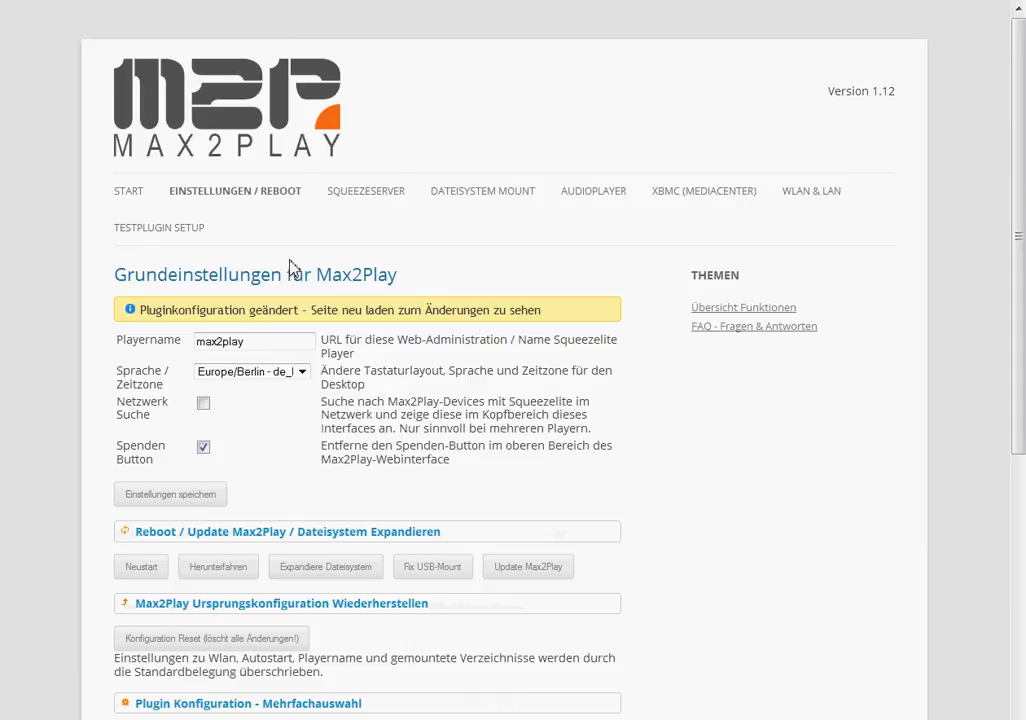 M2P
MAX2PLAY
Version 1.12
START EINSTELLUNGEN / REBOOT SQUEEZESERVER DATEISYSTEM MOUNT AUDIOPLAYER XBMC (MEDIACENTER) WLAN & LAN
TESTPLUGIN SETUP
Grundeinstellungen für Max2Play
Pluginkonfiguration geändert - Seite neu laden zum Änderungen zu sehen
Playername max2play URL für diese Web-Administration / Name Squeezelite
Player
Sprache / Europe/Berlin - de_ Ändere Tastaturlayout, Sprache und Zeitzone für den
Zeitzone Desktop
Netzwerk Suche nach Max2Play-Devices mit Squeezelite im
Suche Netzwerk und zeige diese im Kopfbereich dieses
Interfaces an. Nur sinnvoll bei mehreren Playern.
Spenden Entferne den Spenden-Button im oberen Bereich des
Button Max2Play-Webinterface
Einstellungen speichern
Reboot / Update Max2Play / Dateisystem Expandieren
Neustart Herunterfahren Expandiere Dateisystem Fix USB-Mount Update Max2Play
Max2Play Ursprungskonfiguration Wiederherstellen
Konfiguration Reset (löscht alle Änderungen!)
Einstellungen zu Wlan, Autostart, Playername und gemountete Verzeichnisse werden durch
die Standardbelegung überschrieben.
Plugin Konfiguration - Mehrfachauswahl
THEMEN
Übersicht Funktionen
FAQ - Fragen & Antworten